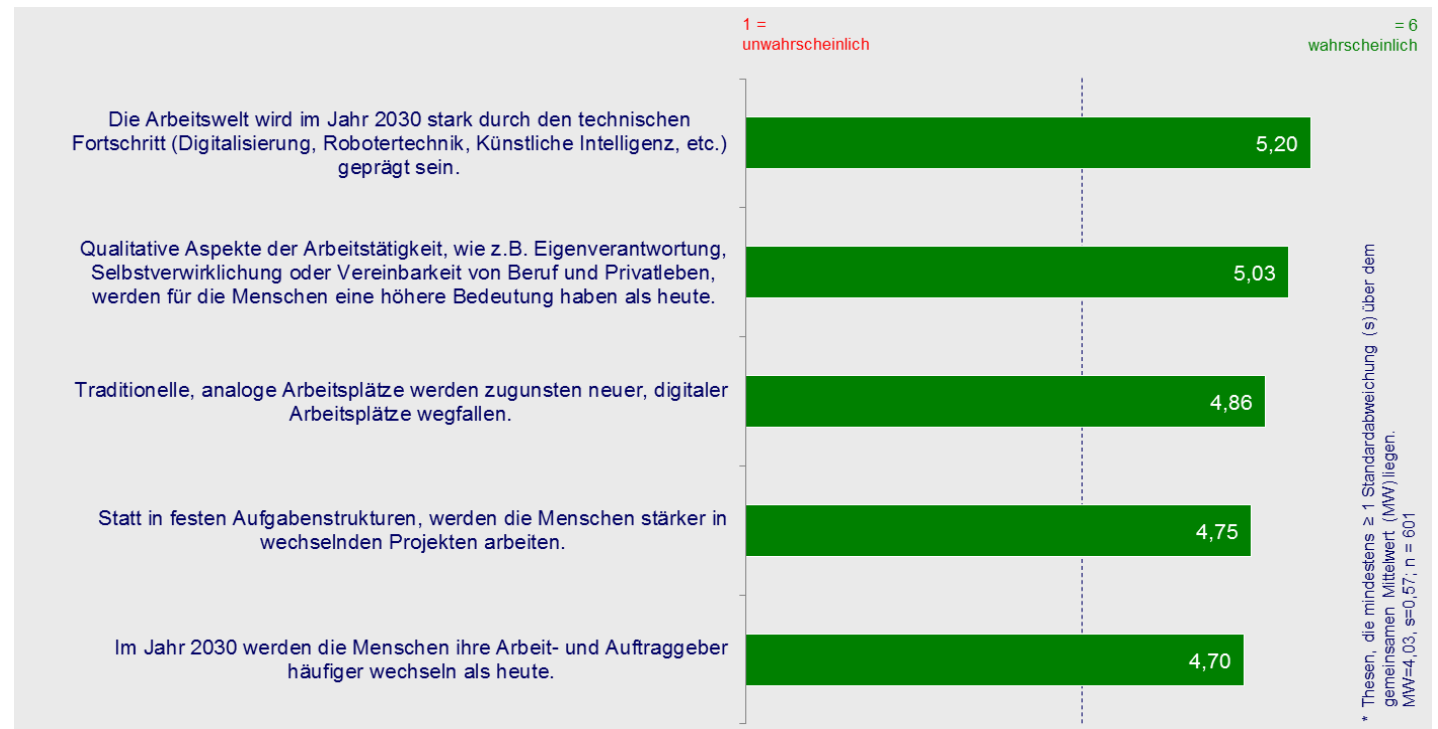 1 =
unwahrscheinlich
= 6
wahrscheinlich
Die Arbeitswelt wird im Jahr 2030 stark durch den technischen
Fortschritt (Digitalisierung, Robotertechnik, Künstliche Intelligenz, etc.)
geprägt sein.
5,20
Qualitative Aspekte der Arbeitstätigkeit, wie z.B. Eigenverantwortung,
Selbstverwirklichung oder Vereinbarkeit von Beruf und Privatleben,
werden für die Menschen eine höhere Bedeutung haben als heute.
5,03
Traditionelle, analoge Arbeitsplätze werden zugunsten neuer, digitaler
Arbeitsplätze wegfallen.
4,86
Statt in festen Aufgabenstrukturen, werden die Menschen stärker in
wechselnden Projekten arbeiten.
4,75
Im Jahr 2030 werden die Menschen ihre Arbeit- und Auftraggeber
häufiger wechseln als heute.
4,70
* Thesen, die mindestens ≥ 1 Standardabweichung (s) über dem
gemeinsamen Mittelwert (MW) liegen.
MW=4,03, s=0,57; n = 601